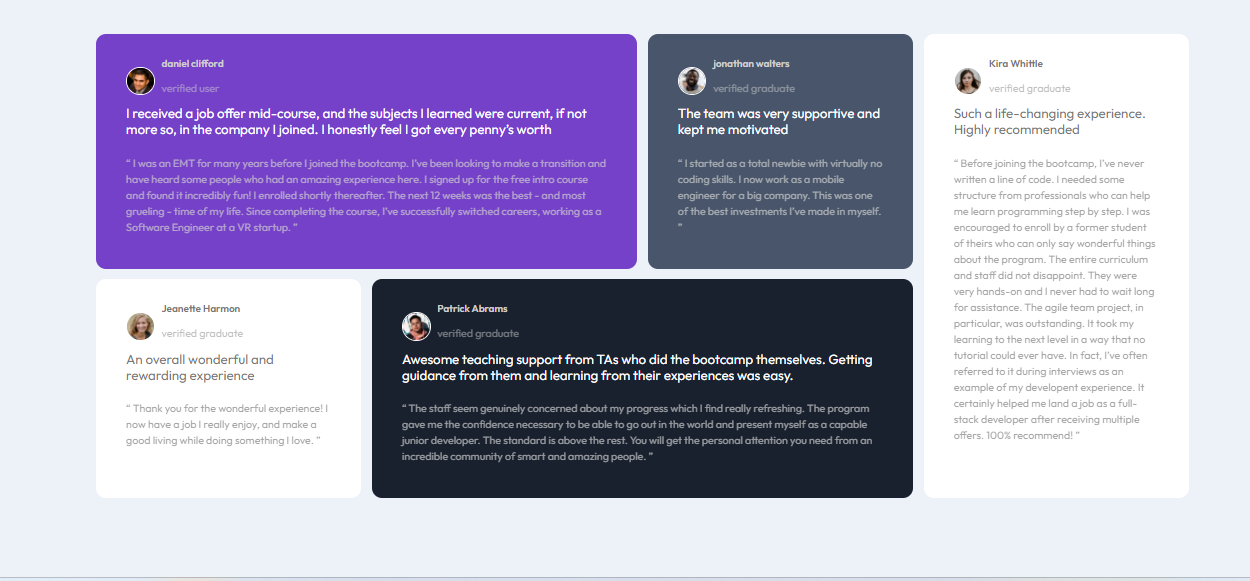 daniel clifford
verified user
I received a job offer mid-course, and the subjects I learned were current, if not
more so, in the company I joined. I honestly feel I got every penny's worth
“ I was an EMT for many years before I joined the bootcamp. I've been looking to make a transition and
have heard some people who had an amazing experience here. I signed up for the free intro course
and found it incredibly fun! I enrolled shortly thereafter. The next 12 weeks was the best - and most
grueling - time of my life. Since completing the course, I've successfully switched careers, working as a
Software Engineer at a VR startup. ”
jonathan walters
verified graduate
The team was very supportive and
kept me motivated
“ I started as a total newbie with virtually no
coding skills. I now work as a mobile
engineer for a big company. This was one
of the best investments I've made in myself.
”
Kira Whittle
verified graduate
Such a life-changing experience.
Highly recommended
“ Before joining the bootcamp, I've never
written a line of code. I needed some
structure from professionals who can help
me learn programming step by step. I was
encouraged to enroll by a former student
of theirs who can only say wonderful things
about the program. The entire curriculum
and staff did not disappoint. They were
very hands-on and I never had to wait long
for assistance. The agile team project, in
particular, was outstanding. It took my
learning to the next level in a way that no
tutorial could ever have. In fact, I've often
referred to it during interviews as an
example of my developent experience. It
certainly helped me land a job as a full-
stack developer after receiving multiple
offers. 100% recommend! ”
Jeanette Harmon
verified graduate
An overall wonderful and
rewarding experience
“ Thank you for the wonderful experience! I
now have a job I really enjoy, and make a
good living while doing something I love. ”
Patrick Abrams
verified graduate
Awesome teaching support from TAs who did the bootcamp themselves. Getting
guidance from them and learning from their experiences was easy.
“ The staff seem genuinely concerned about my progress which I find really refreshing. The program
gave me the confidence necessary to be able to go out in the world and present myself as a capable
junior developer. The standard is above the rest. You will get the personal attention you need from an
incredible community of smart and amazing people. ”